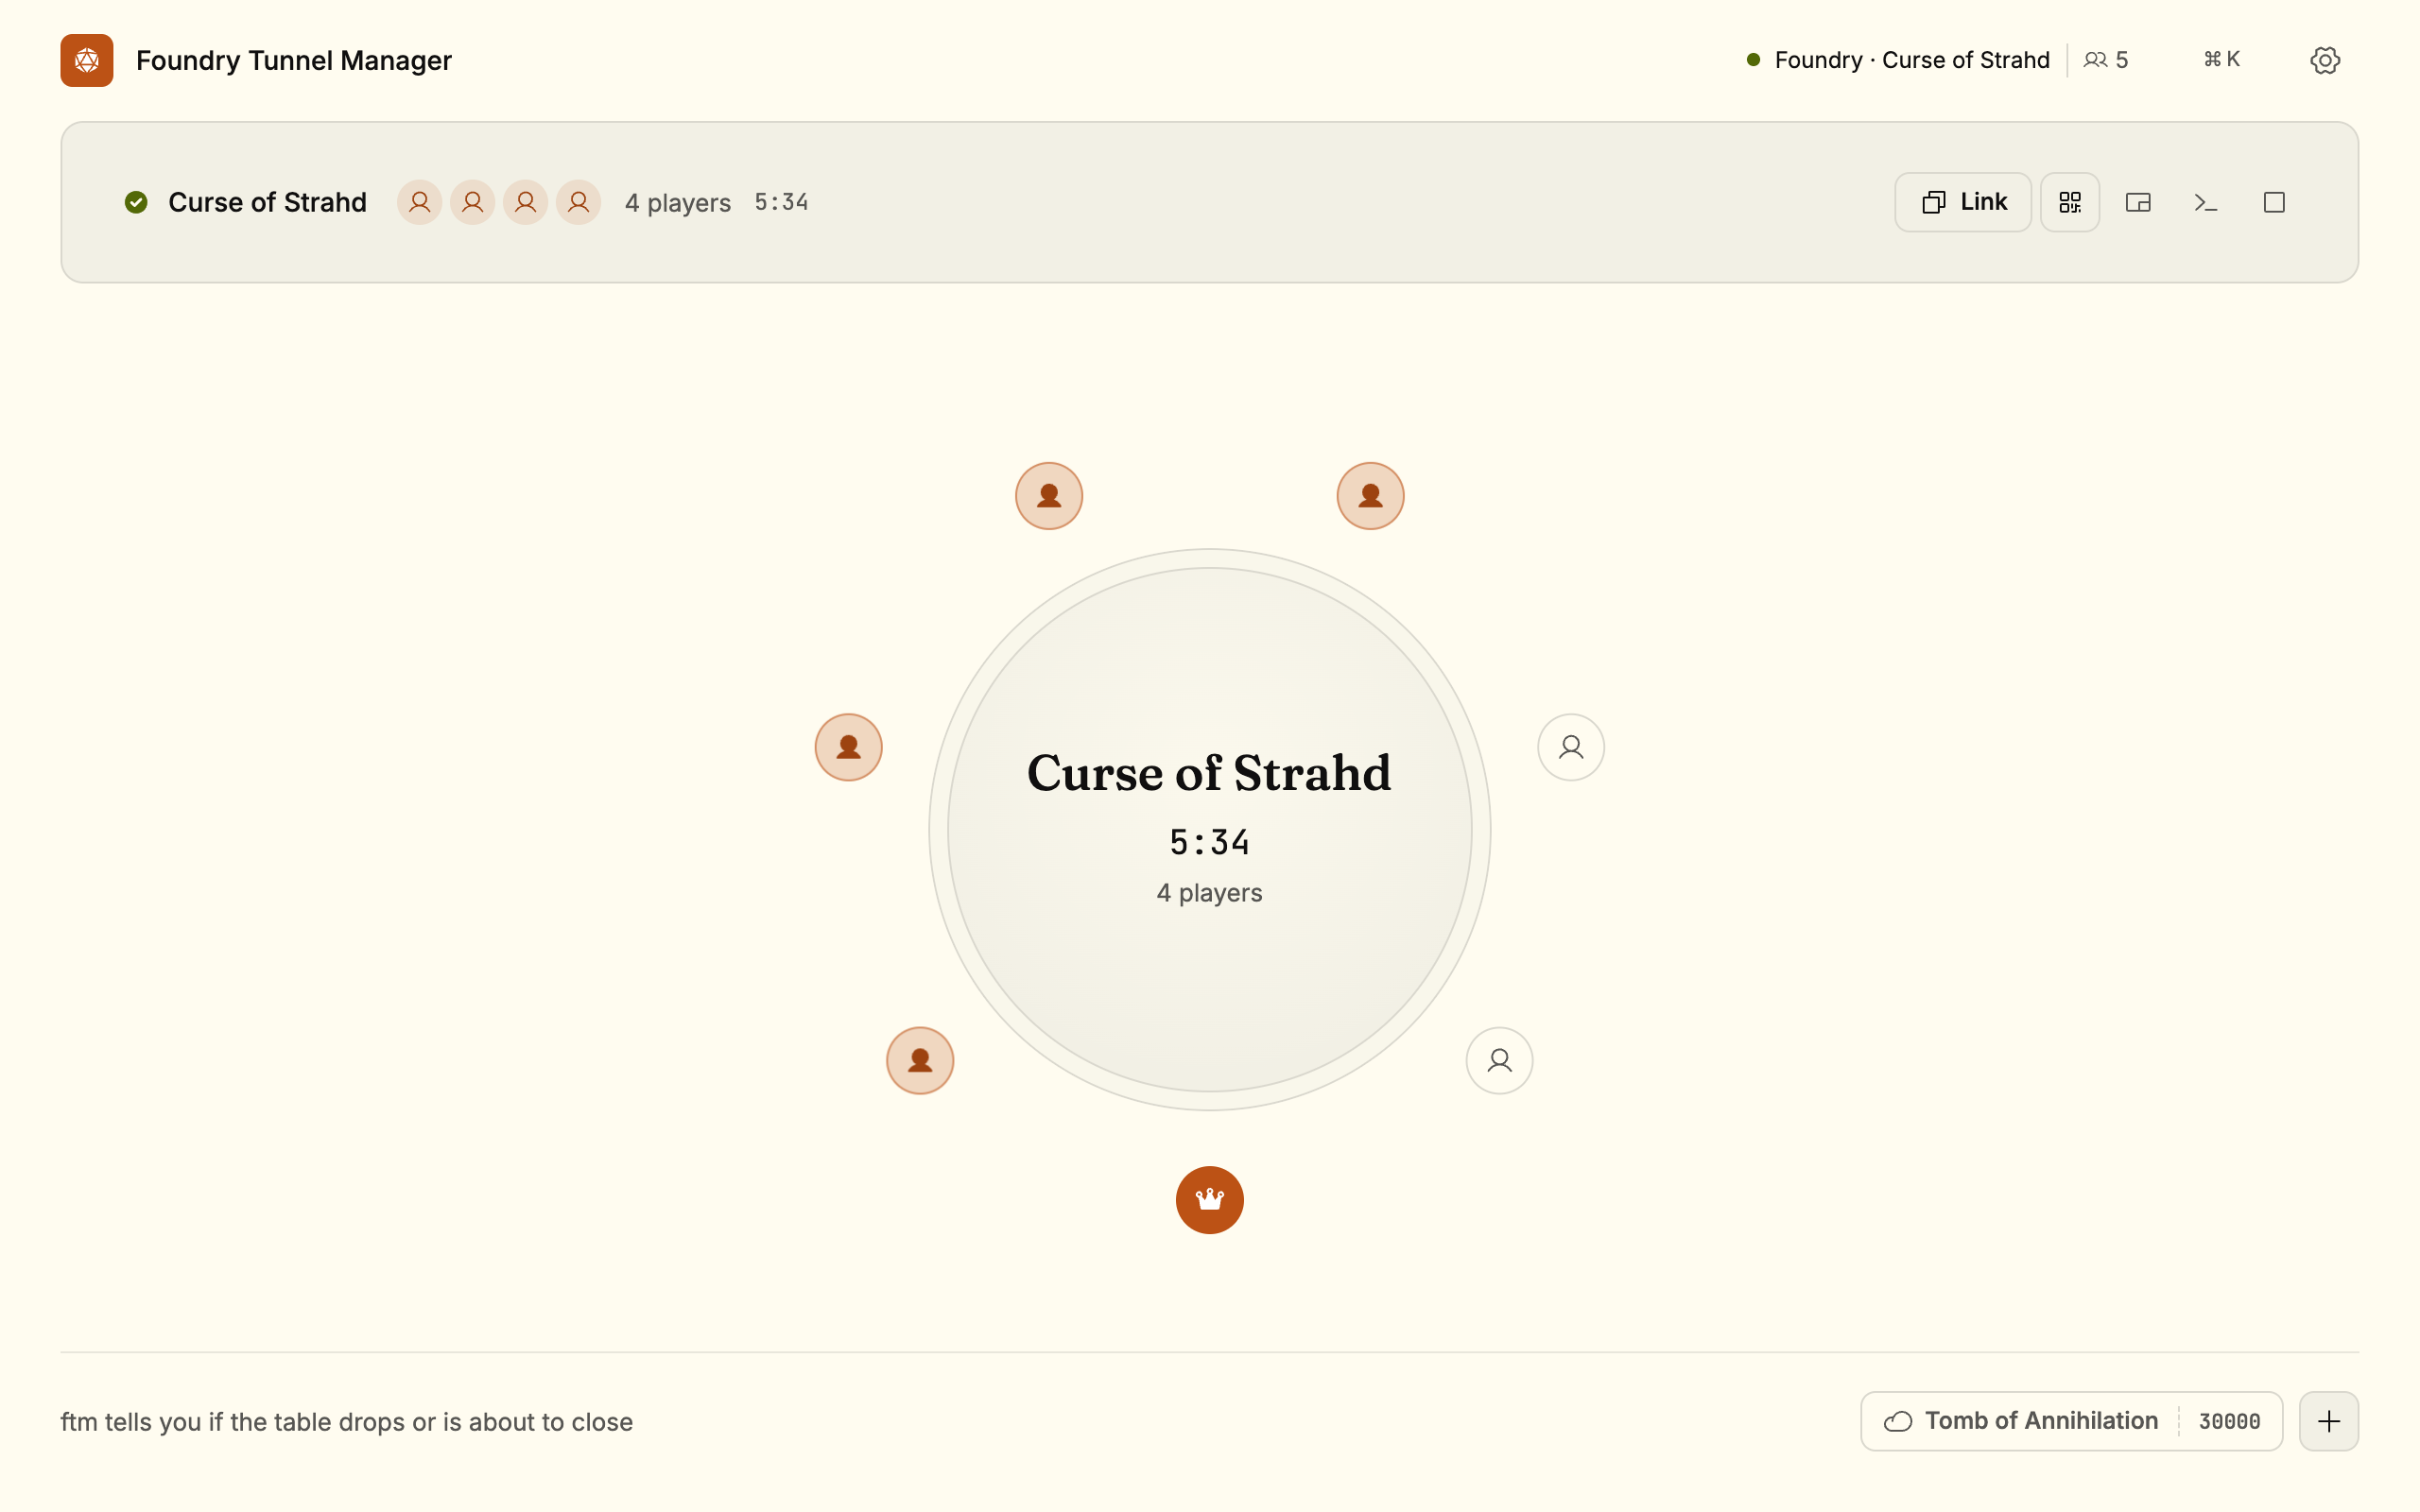 Foundry Tunnel Manager
Foundry · Curse of Strahd
5
⌘K
Curse of Strahd
4 players
5:34
Link
Curse of Strahd
5:34
4 players
ftm tells you if the table drops or is about to close
Tomb of Annihilation
30000